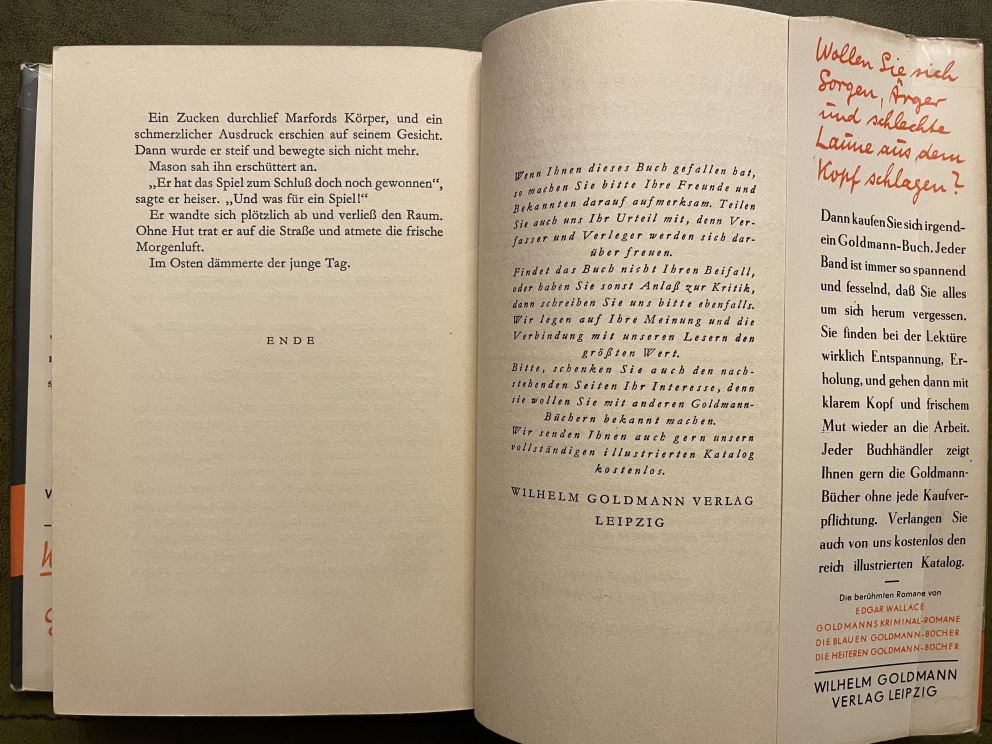 Ein Zucken durchlief Marfords Körper, und ein
schmerzlicher Ausdruck erschien auf seinem Gesicht.
Dann wurde er steif und bewegte sich nicht mehr.
Mason sah ihn erschüttert an.
„Er hat das Spiel zum Schluß doch noch gewonnen“,
sagte er heiser. „Und was für ein Spiel!“
Er wandte sich plötzlich ab und verließ den Raum.
Ohne Hut trat er auf die Straße und atmete die frische
Morgenluft.
Im Osten dämmerte der junge Tag.
ENDE
Wenn Ihnen dieses Buch gefallen hat,
so machen Sie bitte Ihre Freunde und
Bekannten darauf aufmerksam. Teilen
Sie auch uns Ihr Urteil mit, denn Ver-
fasser und Verleger werden sich dar-
über freuen.
Findet das Buch nicht Ihren Beifall,
oder haben Sie sonst Anlaß zur Kritik,
dann schreiben Sie uns bitte ebenfalls.
Wir legen auf Ihre Meinung und die
Verbindung mit unseren Lesern den
größten Wert.
Bitte, schenken Sie auch den nach-
stehenden Seiten Ihr Interesse, denn
sie wollen Sie mit anderen Goldmann-
Büchern bekannt machen.
Wir senden Ihnen auch gern unsern
vollständigen illustrierten Katalog
kostenlos.
WILHELM GOLDMANN VERLAG
LEIPZIG
Wollen Sie sich
Sorgen, Ärger
und schlechte
Laune aus dem
Kopf schlagen?
Dann kaufen Sie sich irgend-
ein Goldmann-Buch. Jeder
Band ist immer so spannend
und fesselnd, daß Sie alles
um sich herum vergessen.
Sie finden bei der Lektüre
wirklich Entspannung, Er-
holung, und gehen dann mit
klarem Kopf und frischem
Mut wieder an die Arbeit.
Jeder Buchhändler zeigt
Ihnen gern die Goldmann-
Bücher ohne jede Kaufver-
pflichtung. Verlangen Sie
auch von uns kostenlos den
reich illustrierten Katalog.
Die berühmten Romane von
EDGAR WALLACE
GOLDMANNS KRIMINAL-ROMANE
DIE BLAUEN GOLDMANN-BÜCHER
DIE HEITEREN GOLDMANN-BÜCHER
WILHELM GOLDMANN
VERLAG LEIPZIG